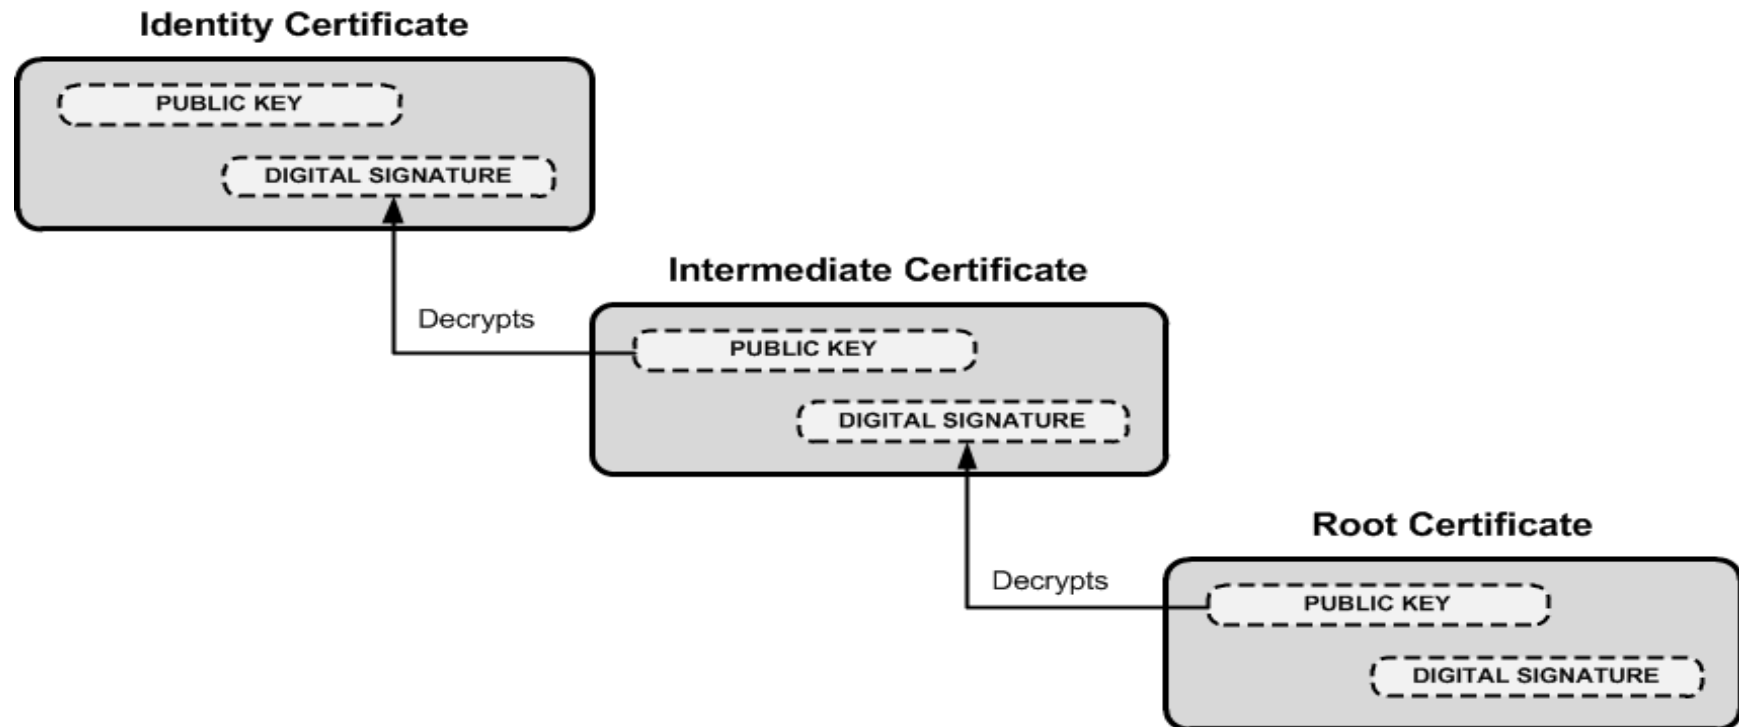 Identity Certificate
PUBLIC KEY
DIGITAL SIGNATURE
Intermediate Certificate
Decrypts
PUBLIC KEY
DIGITAL SIGNATURE
Root Certificate
Decrypts
PUBLIC KEY
DIGITAL SIGNATURE